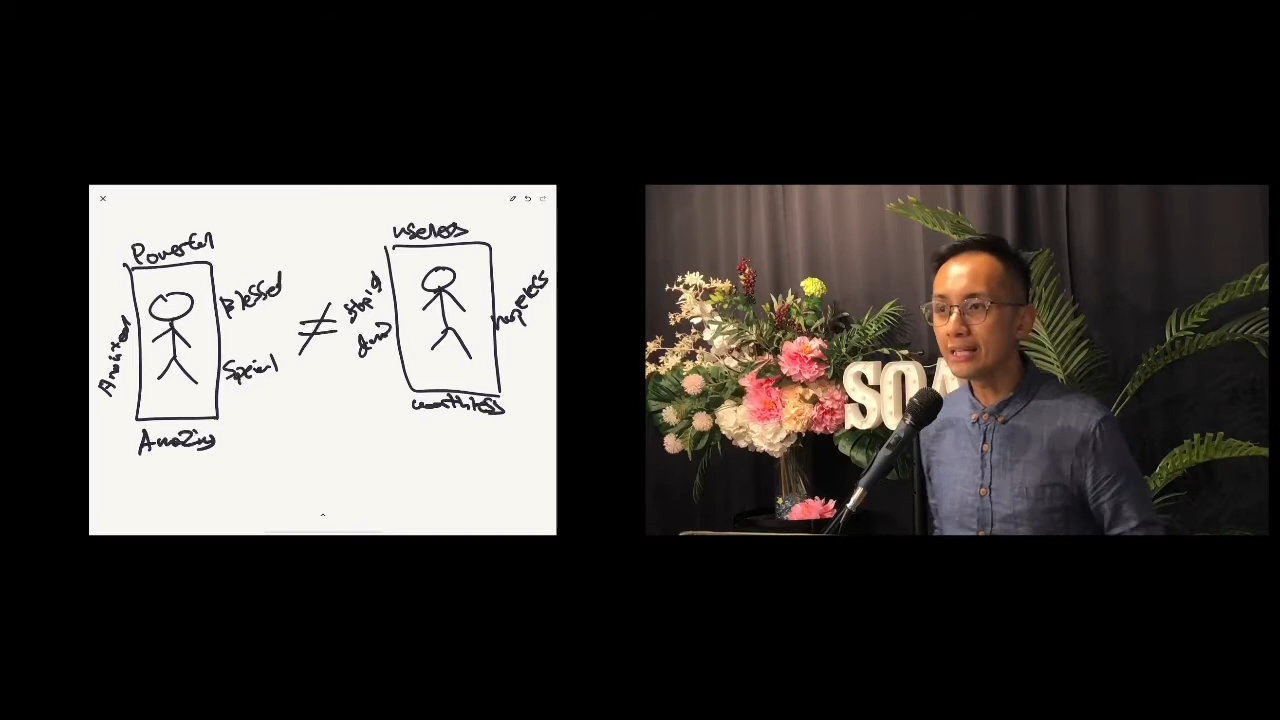 Powerful
Blessed
Anointed
Special
Amazing
≠
useless
stupid
dumb
hopeless
worthless
SOA